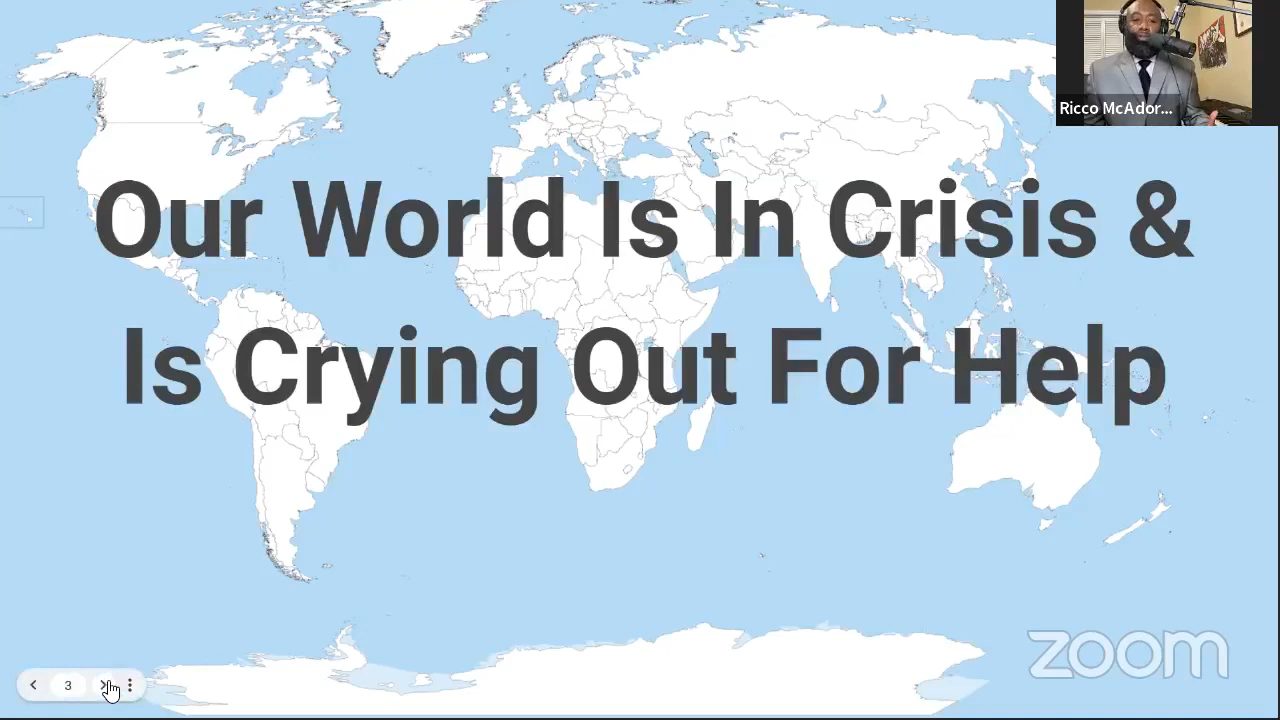 Ricco McAdor...
Our World Is In Crisis &
Is Crying Out For Help
zoom
3